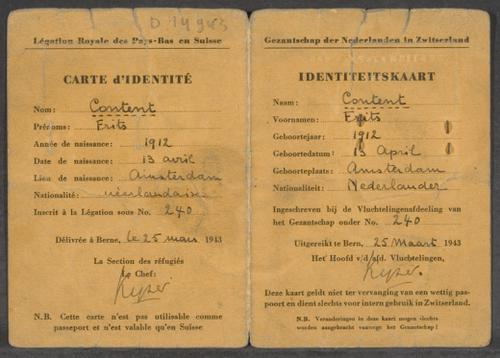 D 14983
Légation Royale des Pays-Bas en Suisse
CARTE d'IDENTITÉ
Nom: Content
Prénoms: Frits
Année de naissance: 1912
Date de naissance: 13 avril
Lieu de naissance: Amsterdam
Nationalité: néerlandaise
Inscrit à la Légation sous No. 240
Délivrée à Berne, le 25 mars 1943
La Section des réfugiés
Le Chef:
N.B. Cette carte n'est pas utilisable comme
passeport et n'est valable qu'en Suisse
Gezantschap der Nederlanden in Zwitserland
IDENTITEITSKAART
Naam: Content
Voornamen: Frits
Geboortejaar: 1912
Geboortedatum: 13 April
Geboorteplaats: Amsterdam
Nationaliteit: Nederlander
Ingeschreven bij de Vluchtelingenafdeeling van
het Gezantschap onder No. 240
Uitgereikt te Bern, 25 Maart 1943
Het Hoofd v/d/afd. Vluchtelingen,
Deze kaart geldt niet ter vervanging van een wettig pas-
poort en dient slechts voor intern gebruik in Zwitserland.
N.B. Veranderingen in deze kaart mogen slechts
worden aangebracht vanwege het Gezantschap!